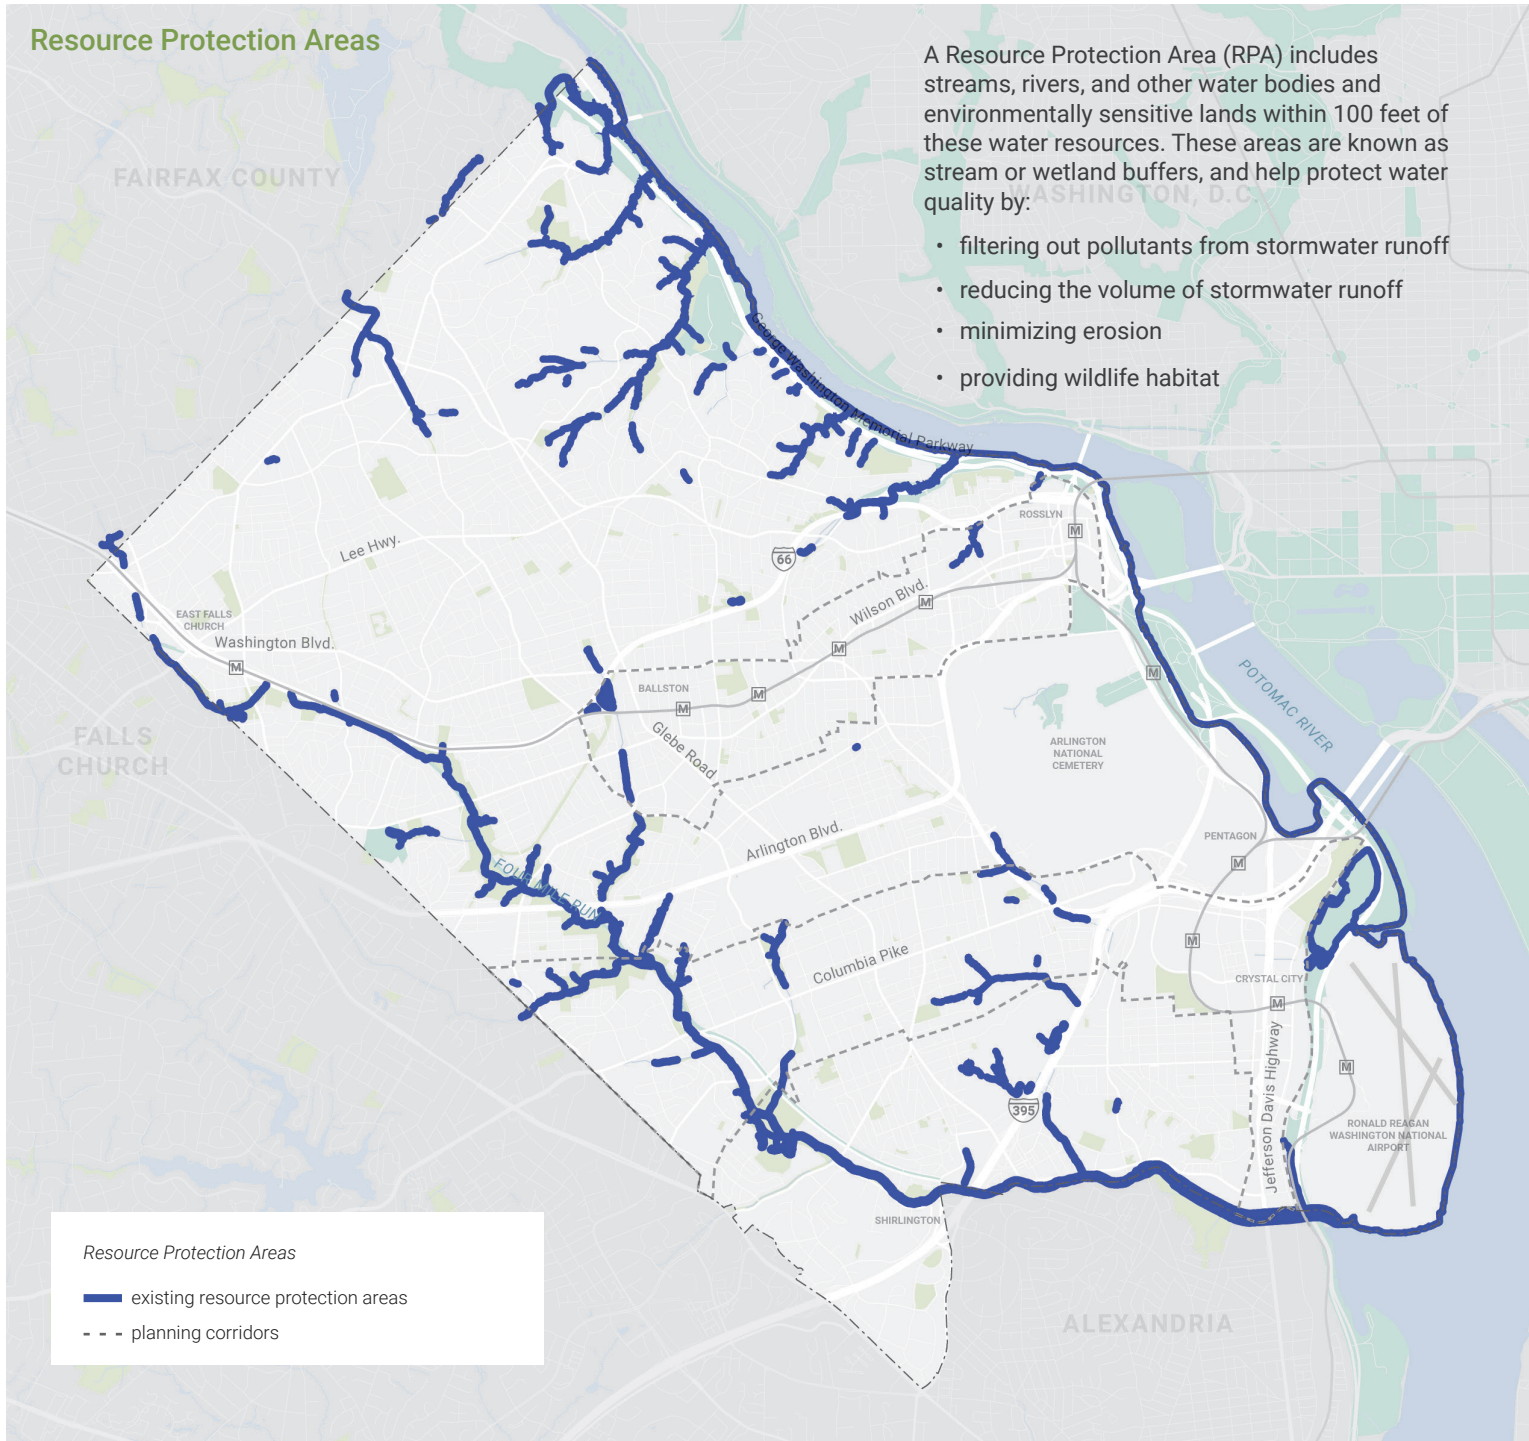 Resource Protection Areas
A Resource Protection Area (RPA) includes
streams, rivers, and other water bodies and
environmentally sensitive lands within 100 feet of
these water resources. These areas are known as
stream or wetland buffers, and help protect water
quality by:
• filtering out pollutants from stormwater runoff
• reducing the volume of stormwater runoff
• minimizing erosion
• providing wildlife habitat
FAIRFAX COUNTY
WASHINGTON, D.C.
George Washington Memorial Parkway
ROSSLYN
M
Lee Hwy.
66
Wilson Blvd.
M
EAST FALLS
CHURCH
Washington Blvd.
M
M
BALLSTON
M
M
M
POTOMAC RIVER
FALLS
CHURCH
Glebe Road
ARLINGTON
NATIONAL
CEMETERY
Arlington Blvd.
PENTAGON
M
FOUR MILE RUN
M
Columbia Pike
CRYSTAL CITY
M
M
Jefferson Davis Highway
395
RONALD REAGAN
WASHINGTON NATIONAL
AIRPORT
SHIRLINGTON
ALEXANDRIA
Resource Protection Areas
existing resource protection areas
planning corridors